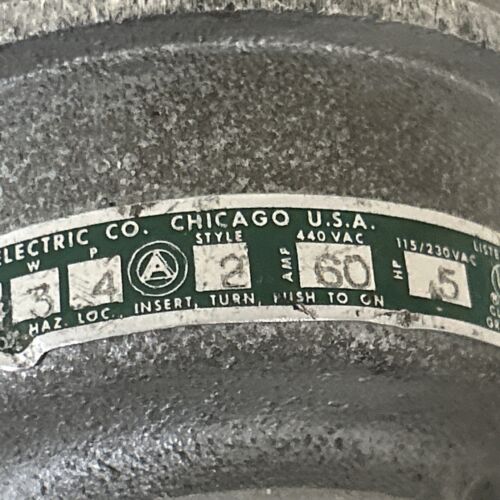 ELECTRIC CO. CHICAGO U.S.A.
W P STYLE 440 VAC 115/230VAC LISTE
3 4 A 2 AMP 60 HP .5
HAZ. LOC., INSERT, TURN, PUSH TO ON